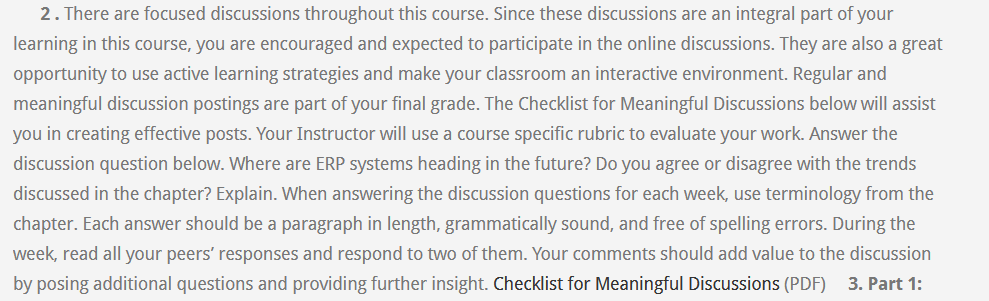 2 . There are focused discussions throughout this course. Since these discussions are an integral part of your
learning in this course, you are encouraged and expected to participate in the online discussions. They are also a great
opportunity to use active learning strategies and make your classroom an interactive environment. Regular and
meaningful discussion postings are part of your final grade. The Checklist for Meaningful Discussions below will assist
you in creating effective posts. Your Instructor will use a course specific rubric to evaluate your work. Answer the
discussion question below. Where are ERP systems heading in the future? Do you agree or disagree with the trends
discussed in the chapter? Explain. When answering the discussion questions for each week, use terminology from the
chapter. Each answer should be a paragraph in length, grammatically sound, and free of spelling errors. During the
week, read all your peers’ responses and respond to two of them. Your comments should add value to the discussion
by posing additional questions and providing further insight. Checklist for Meaningful Discussions (PDF) 3. Part 1: